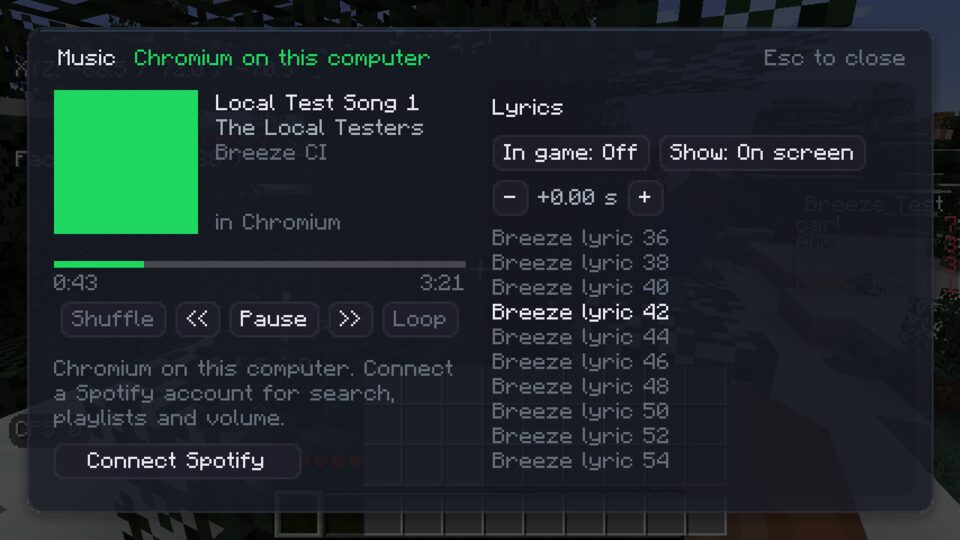 Music Chromium on this computer
Esc to close
Local Test Song 1
The Local Testers
Breeze CI
in Chromium
0:43
3:21
Shuffle
<<
Pause
>>
Loop
Chromium on this computer. Connect
a Spotify account for search,
playlists and volume.
Connect Spotify
Lyrics
In game: Off
Show: On screen
- +0.00 s +
Breeze lyric 36
Breeze lyric 38
Breeze lyric 40
Breeze lyric 42
Breeze lyric 44
Breeze lyric 46
Breeze lyric 48
Breeze lyric 50
Breeze lyric 52
Breeze lyric 54
Breeze Test
carl